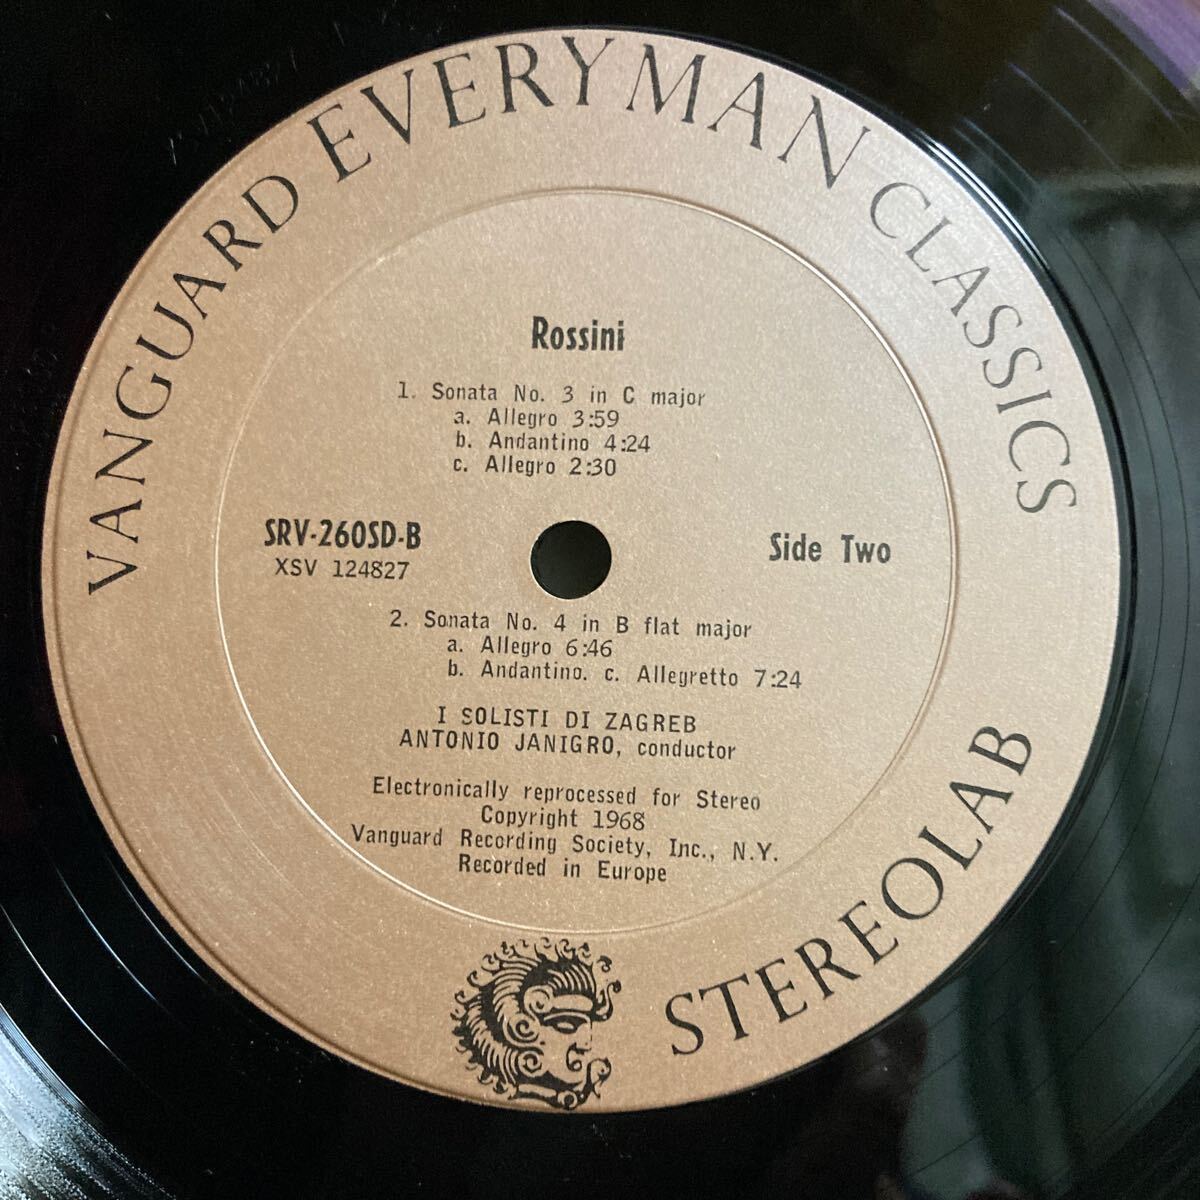 VANGUARD EVERYMAN CLASSICS
Rossini
1. Sonata No. 3 in C major
a. Allegro 3:59
b. Andantino 4:24
c. Allegro 2:30
SRV-260SD-B
XSV 124827
Side Two
2. Sonata No. 4 in B flat major
a. Allegro 6:46
b. Andantino. c. Allegretto 7:24
I SOLISTI DI ZAGREB
ANTONIO JANIGRO, conductor
Electronically reprocessed for Stereo
Copyright 1968
Vanguard Recording Society, Inc., N.Y.
Recorded in Europe
STEREOLAB